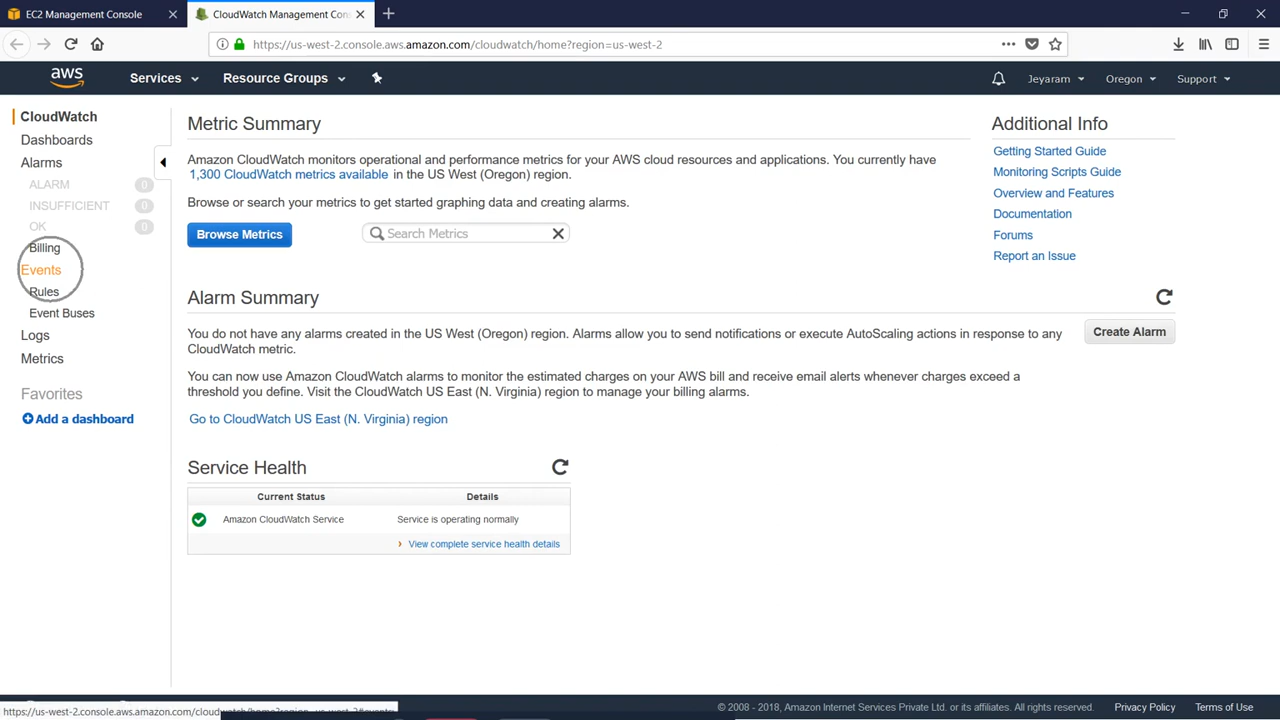 EC2 Management Console
CloudWatch Management Con
https://us-west-2.console.aws.amazon.com/cloudwatch/home?region=us-west-2
aws
Services
Resource Groups
Jeyaram
Oregon
Support
CloudWatch
Dashboards
Alarms
ALARM 0
INSUFFICIENT 0
OK 0
Billing
Events
Rules
Event Buses
Logs
Metrics
Favorites
Add a dashboard
Metric Summary
Amazon CloudWatch monitors operational and performance metrics for your AWS cloud resources and applications. You currently have
1,300 CloudWatch metrics available in the US West (Oregon) region.
Browse or search your metrics to get started graphing data and creating alarms.
Browse Metrics
Search Metrics
Alarm Summary
You do not have any alarms created in the US West (Oregon) region. Alarms allow you to send notifications or execute AutoScaling actions in response to any
CloudWatch metric.
Create Alarm
You can now use Amazon CloudWatch alarms to monitor the estimated charges on your AWS bill and receive email alerts whenever charges exceed a
threshold you define. Visit the CloudWatch US East (N. Virginia) region to manage your billing alarms.
Go to CloudWatch US East (N. Virginia) region
Service Health
Current Status Details
Amazon CloudWatch Service Service is operating normally
View complete service health details
Additional Info
Getting Started Guide
Monitoring Scripts Guide
Overview and Features
Documentation
Forums
Report an Issue
© 2008 - 2018, Amazon Internet Services Private Ltd. or its affiliates. All rights reserved.
Privacy Policy
Terms of Use